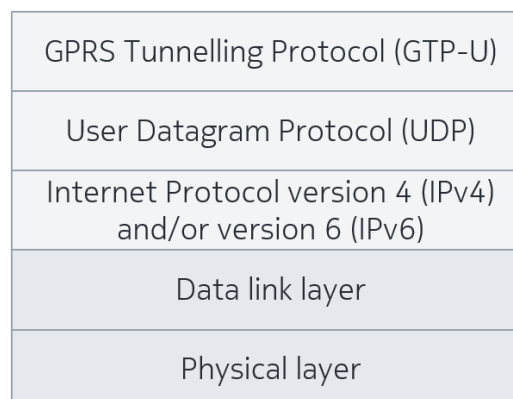 GPRS Tunnelling Protocol (GTP-U)
User Datagram Protocol (UDP)
Internet Protocol version 4 (IPv4)
and/or version 6 (IPv6)
Data link layer
Physical layer